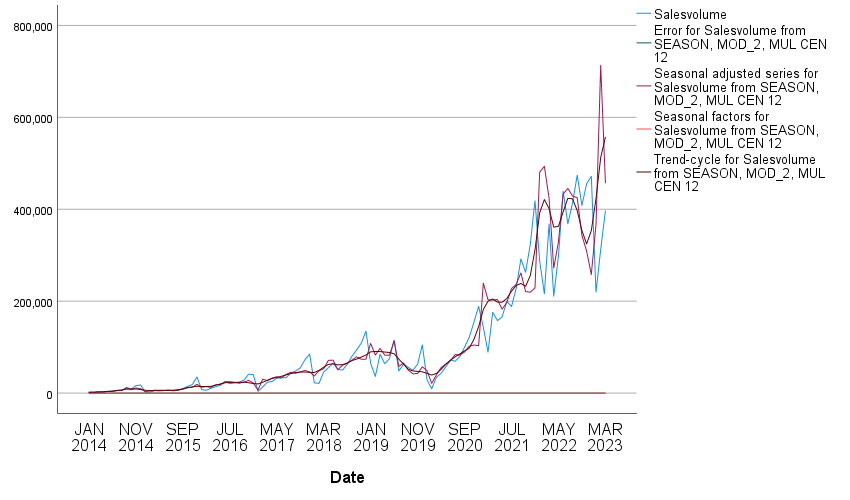 800,000
600,000
400,000
200,000
0
JAN 2014
NOV 2014
SEP 2015
JUL 2016
MAY 2017
MAR 2018
JAN 2019
NOV 2019
SEP 2020
JUL 2021
MAY 2022
MAR 2023
Date
Salesvolume
Error for Salesvolume from
SEASON, MOD_2, MUL CEN
12
Seasonal adjusted series for
Salesvolume from SEASON,
MOD_2, MUL CEN 12
Seasonal factors for
Salesvolume from SEASON,
MOD_2, MUL CEN 12
Trend-cycle for Salesvolume
from SEASON, MOD_2, MUL
CEN 12